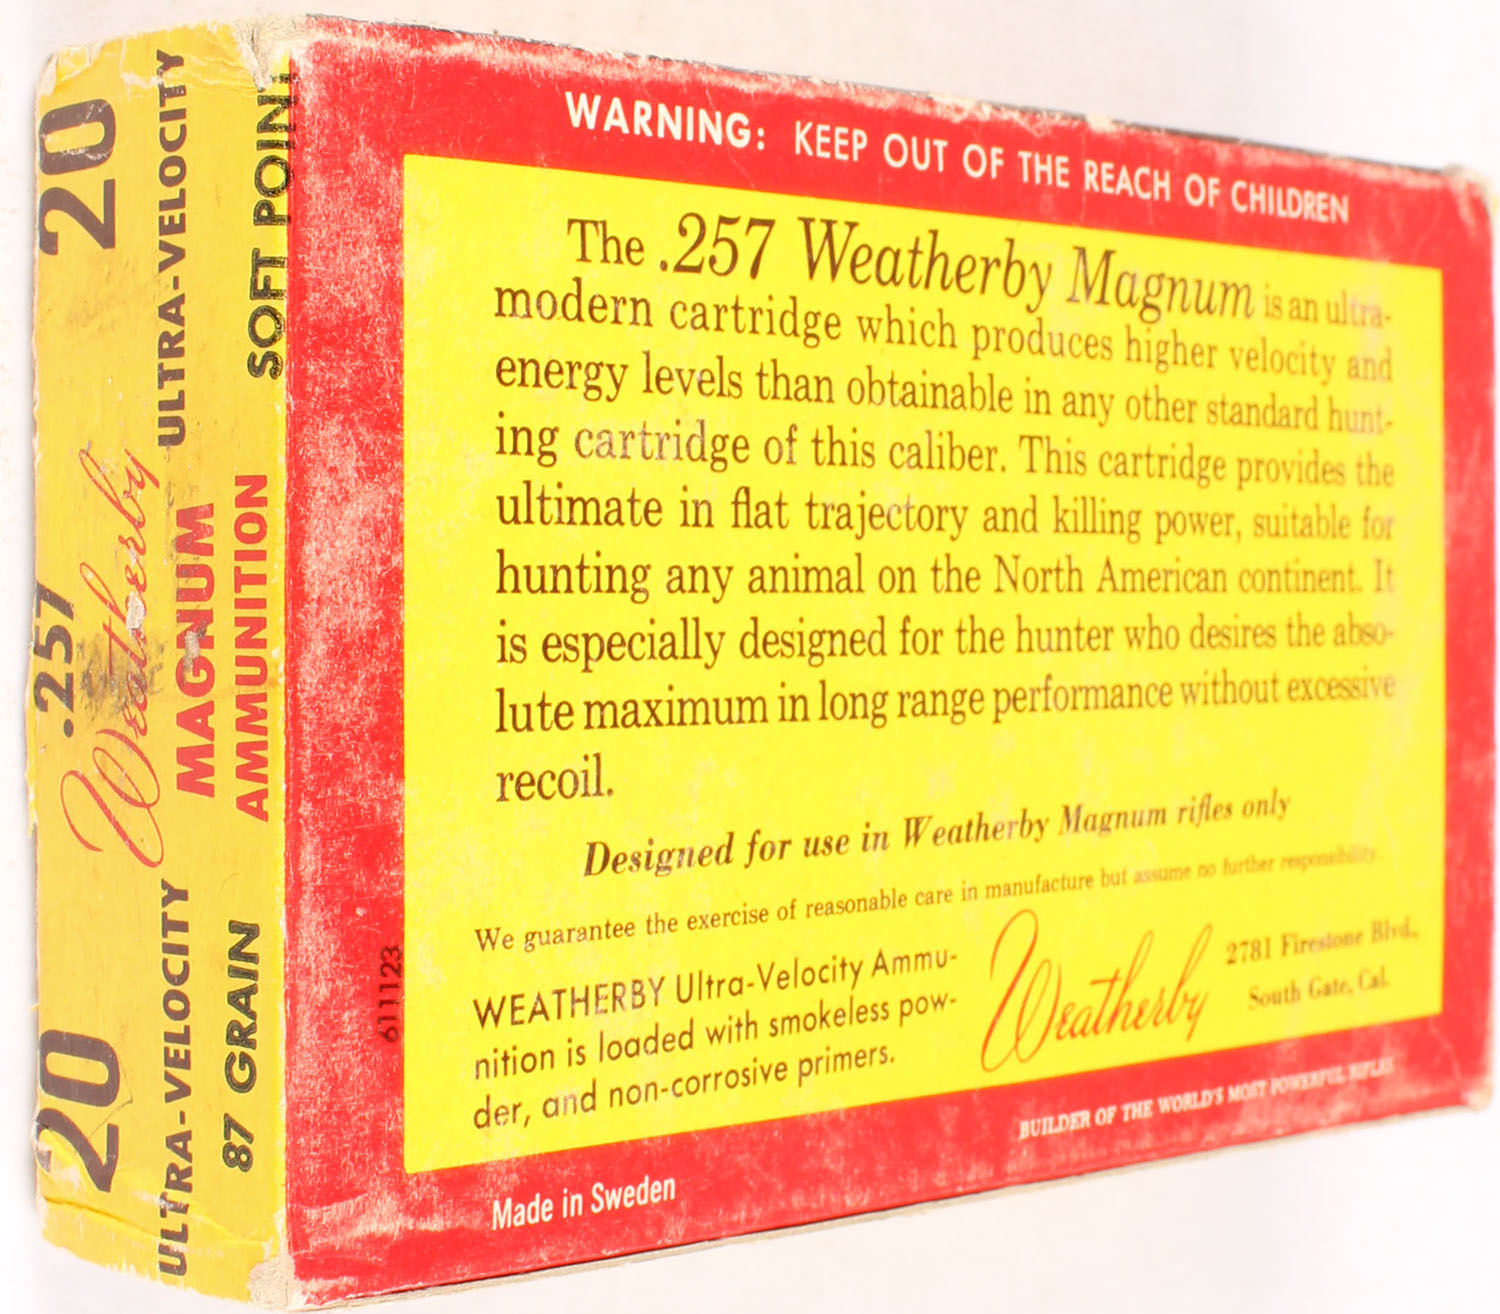 20 .257 20
Weatherby
ULTRA-VELOCITY MAGNUM ULTRA-VELOCITY
87 GRAIN AMMUNITION SOFT POINT
WARNING: KEEP OUT OF THE REACH OF CHILDREN
The .257 Weatherby Magnum is an ultra-
modern cartridge which produces higher velocity and
energy levels than obtainable in any other standard hunt-
ing cartridge of this caliber. This cartridge provides the
ultimate in flat trajectory and killing power, suitable for
hunting any animal on the North American continent. It
is especially designed for the hunter who desires the abso-
lute maximum in long range performance without excessive
recoil.
Designed for use in Weatherby Magnum rifles only
We guarantee the exercise of reasonable care in manufacture but assume no further responsibility.
WEATHERBY Ultra-Velocity Ammu-
nition is loaded with smokeless pow-
der, and non-corrosive primers.
Weatherby
2781 Firestone Blvd.,
South Gate, Cal.
611123
BUILDER OF THE WORLD'S MOST POWERFUL RIFLES
Made in Sweden